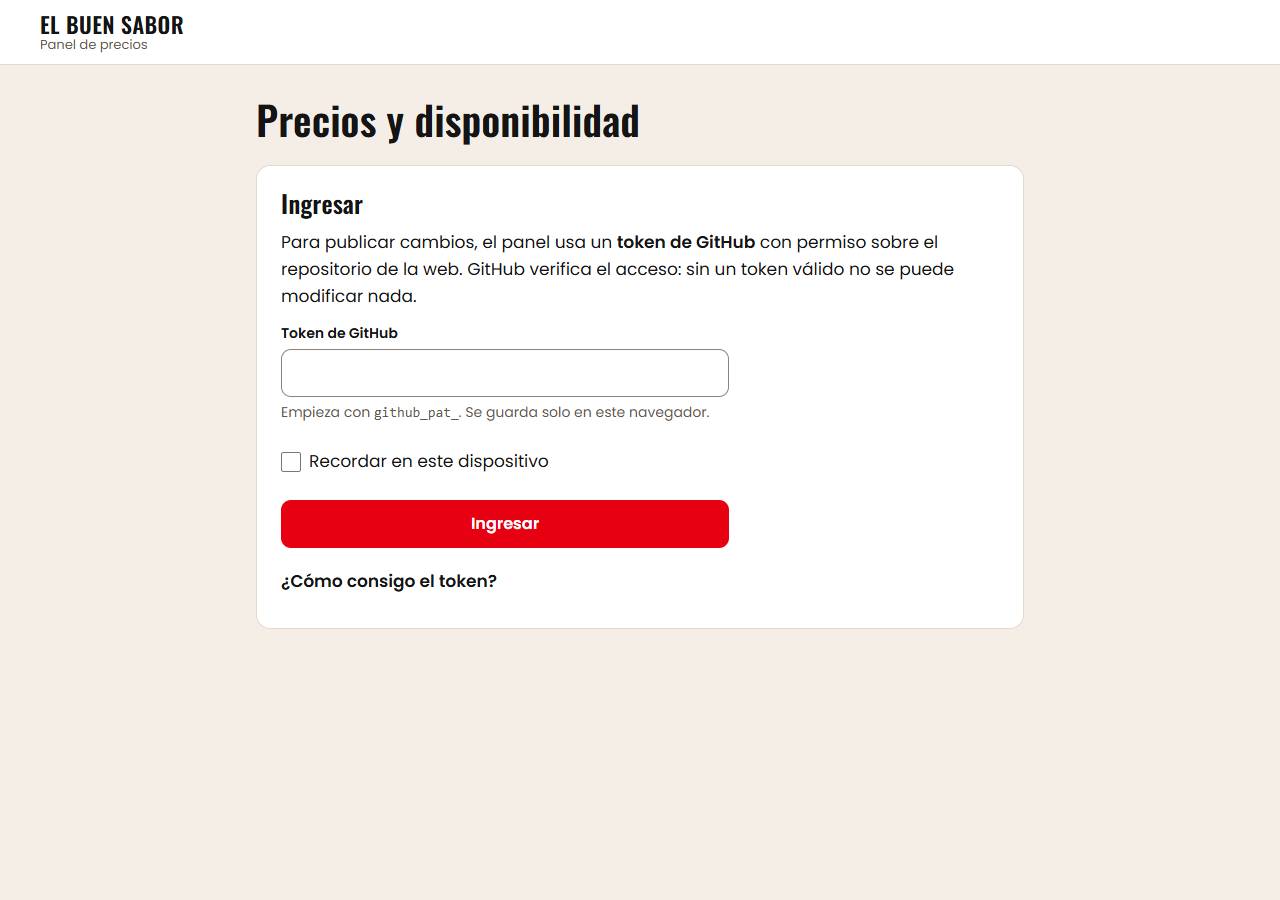 EL BUEN SABOR
Panel de precios
Precios y disponibilidad
Ingresar
Para publicar cambios, el panel usa un token de GitHub con permiso sobre el
repositorio de la web. GitHub verifica el acceso: sin un token válido no se puede
modificar nada.
Token de GitHub
Empieza con github_pat_. Se guarda solo en este navegador.
Recordar en este dispositivo
Ingresar
¿Cómo consigo el token?